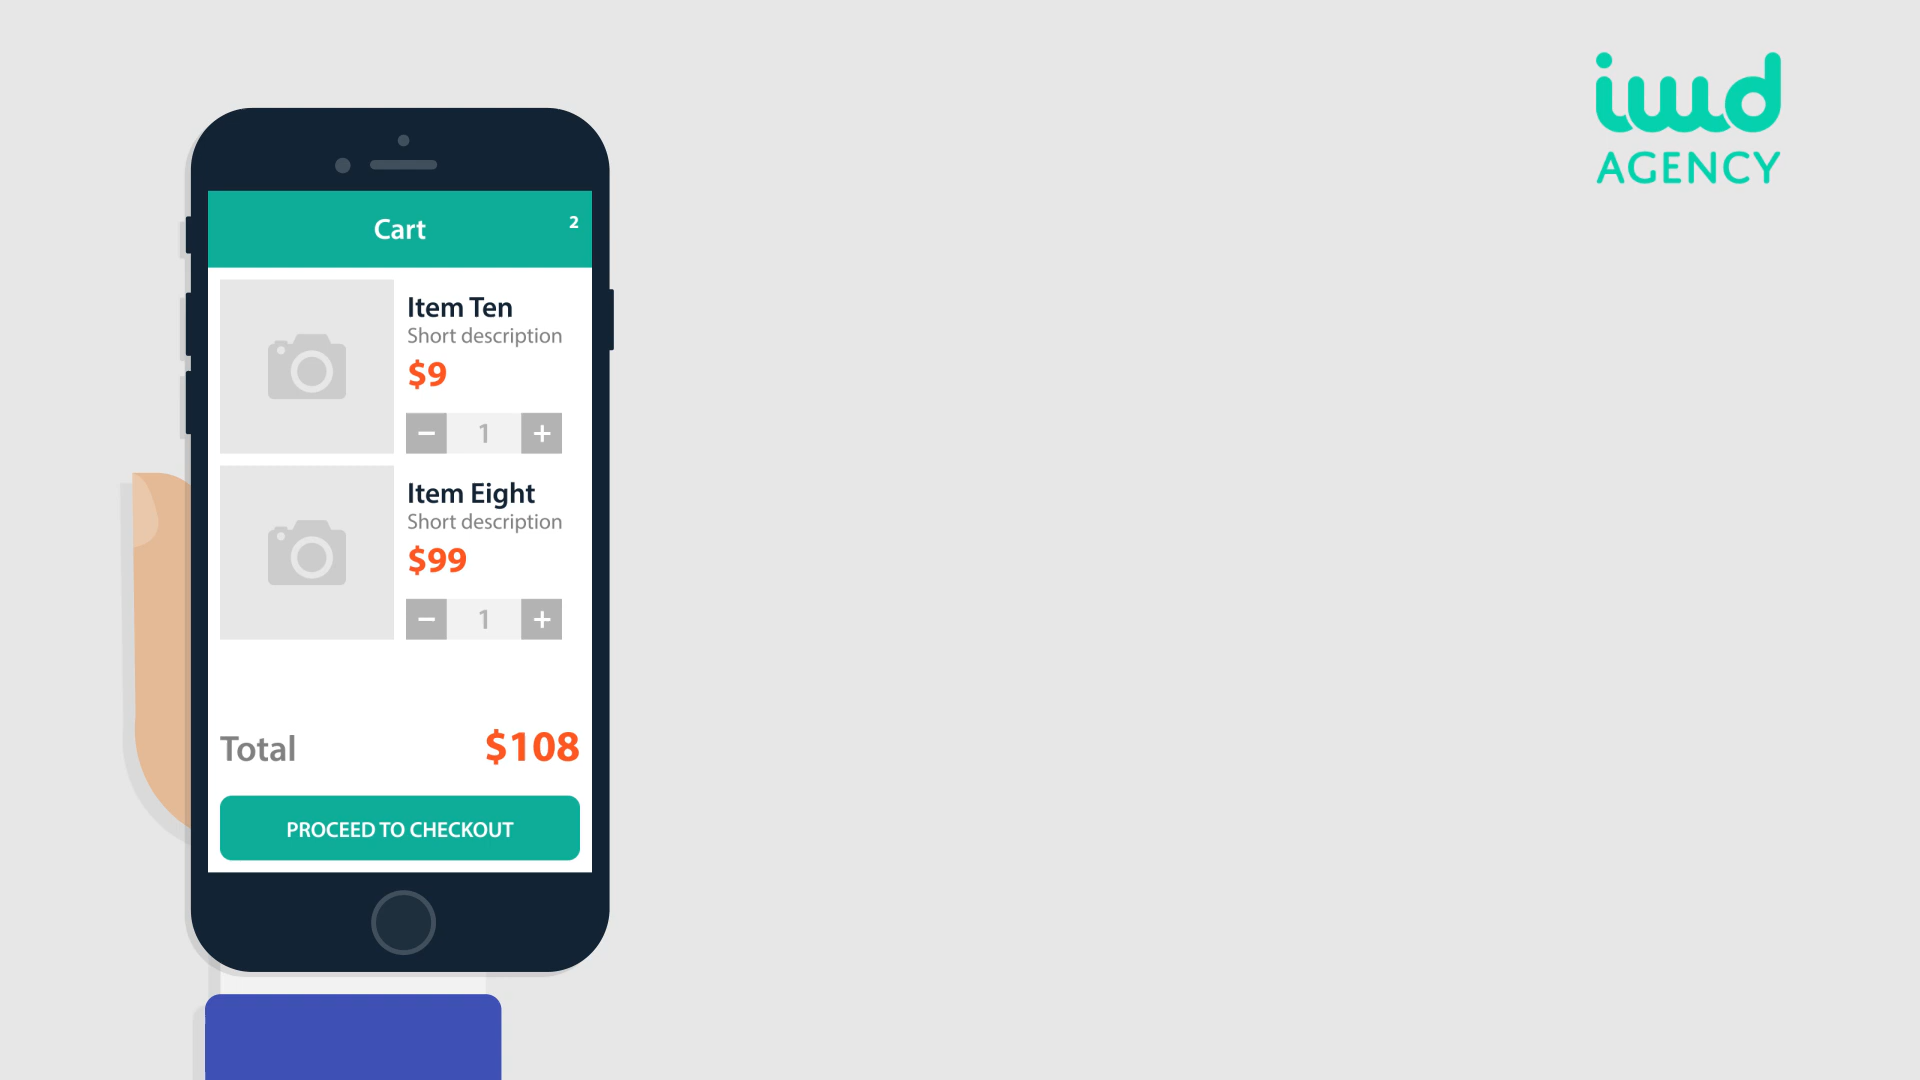 iwd
AGENCY
Cart
2
Item Ten
Short description
$9
− 1 +
Item Eight
Short description
$99
− 1 +
Total $108
PROCEED TO CHECKOUT